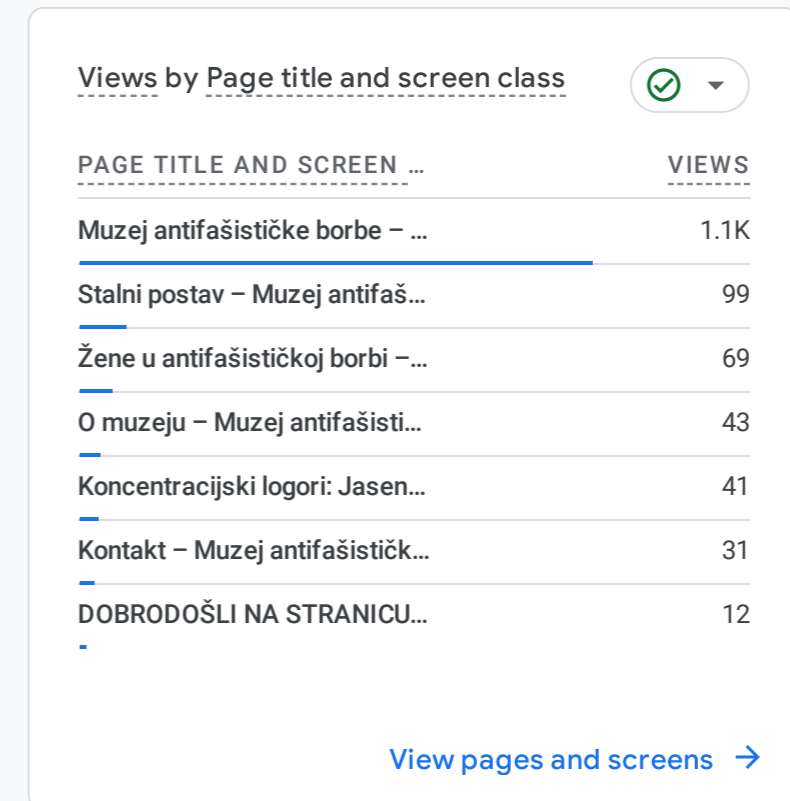 Views by Page title and screen class
PAGE TITLE AND SCREEN … VIEWS
Muzej antifašističke borbe – … 1.1K
Stalni postav – Muzej antifaš… 99
Žene u antifašističkoj borbi –… 69
O muzeju – Muzej antifašisti… 43
Koncentracijski logori: Jasen… 41
Kontakt – Muzej antifašističk… 31
DOBRODOŠLI NA STRANICU… 12
View pages and screens